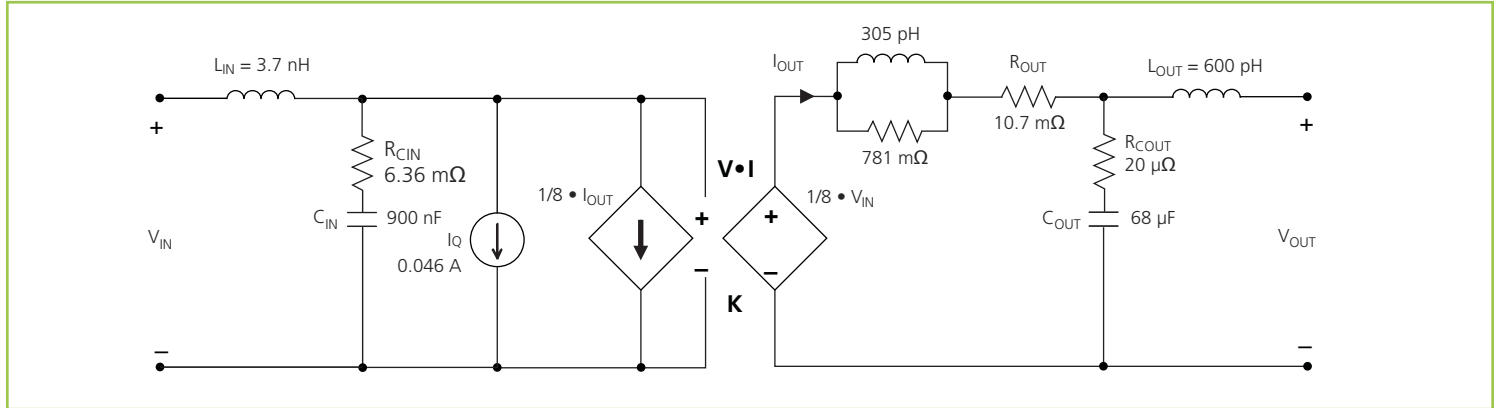 L_IN = 3.7 nH
+
R_CIN
6.36 mΩ
C_IN
900 nF
V_IN
I_Q
0.046 A
−
1/8 • I_OUT
V•I
+
−
K
+
−
1/8 • V_IN
I_OUT
305 pH
781 mΩ
R_OUT
10.7 mΩ
L_OUT = 600 pH
+
R_COUT
20 µΩ
C_OUT
68 µF
V_OUT
−